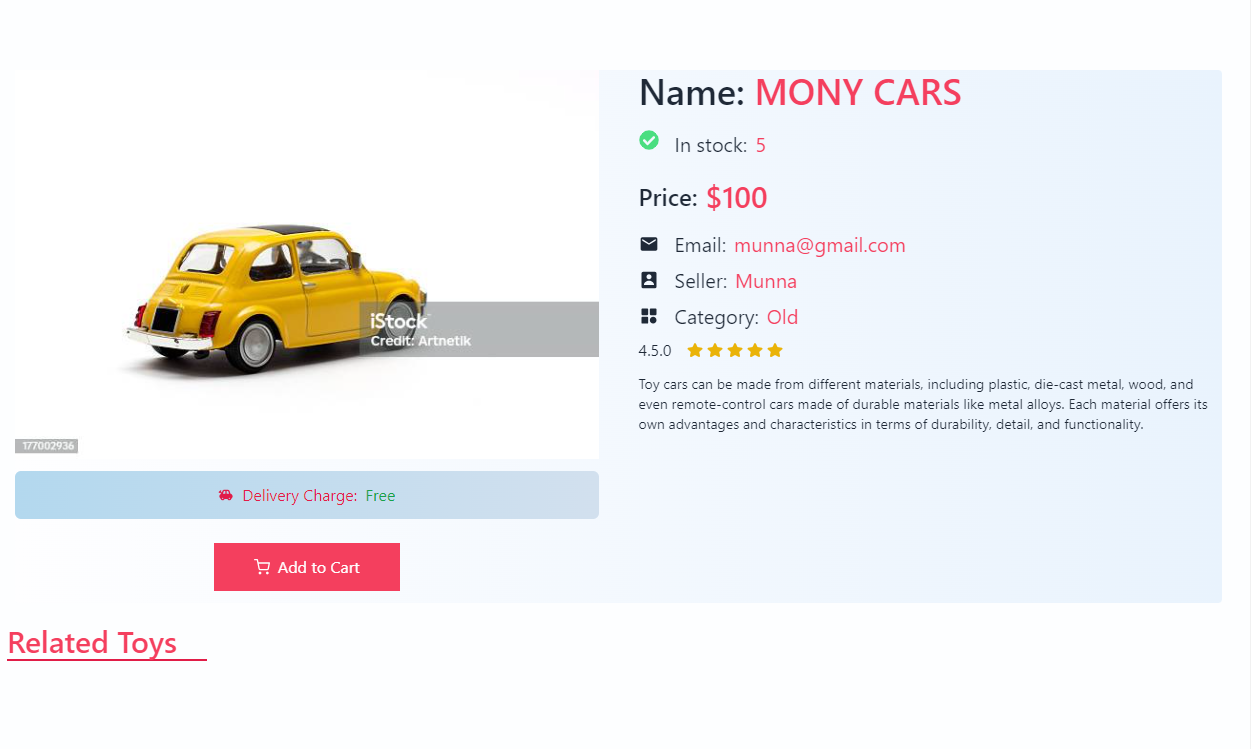 Name: MONY CARS
In stock: 5
Price: $100
Email: munna@gmail.com
Seller: Munna
Category: Old
4.5.0
Toy cars can be made from different materials, including plastic, die-cast metal, wood, and
even remote-control cars made of durable materials like metal alloys. Each material offers its
own advantages and characteristics in terms of durability, detail, and functionality.
iStock
Credit: Artnetik
177002936
Delivery Charge: Free
Add to Cart
Related Toys